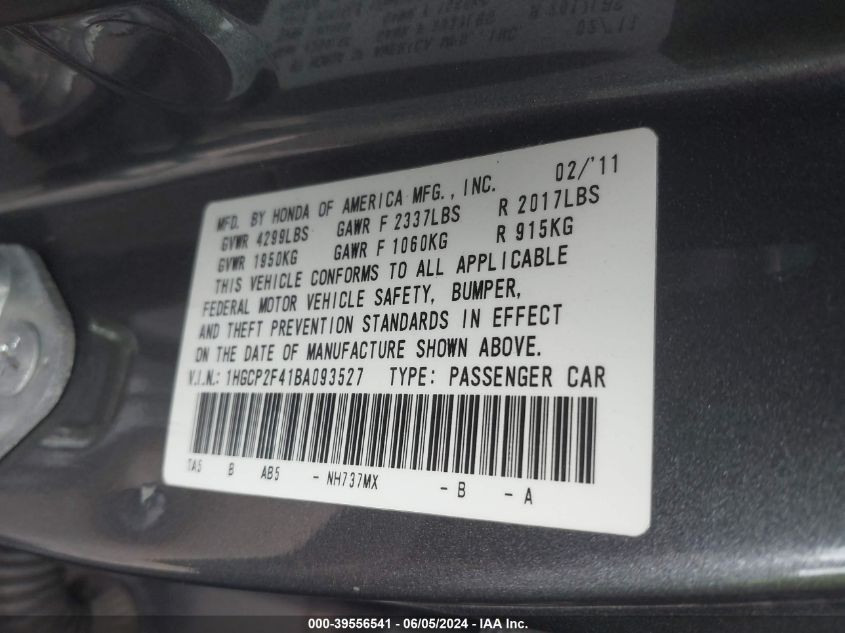 MFD. BY HONDA OF AMERICA MFG., INC. 02/'11
GVWR 4299LBS GAWR F 2337LBS R 2017LBS
GVWR 1950KG GAWR F 1060KG R 915KG
THIS VEHICLE CONFORMS TO ALL APPLICABLE
FEDERAL MOTOR VEHICLE SAFETY, BUMPER,
AND THEFT PREVENTION STANDARDS IN EFFECT
ON THE DATE OF MANUFACTURE SHOWN ABOVE.
V.I.N.: 1HGCP2F41BA093527 TYPE: PASSENGER CAR
TA5 B AB5 - NH737MX - B - A
000-39556541 - 06/05/2024 - IAA Inc.